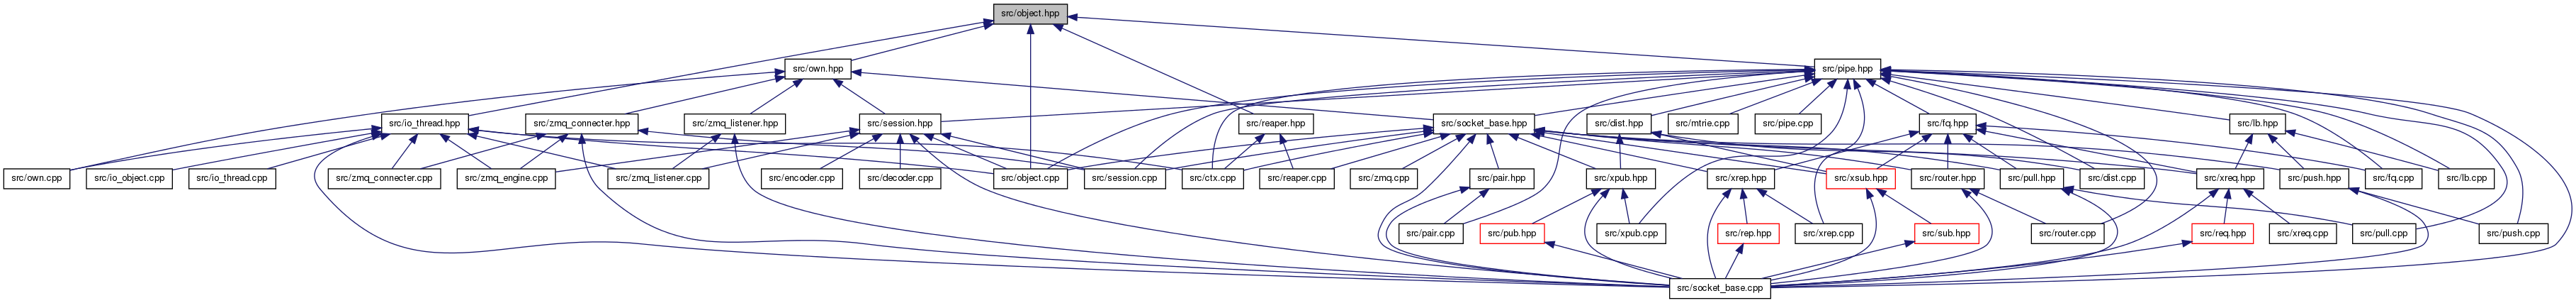 src/object.hpp
src/own.hpp
src/pipe.hpp
src/io_thread.hpp
src/zmq_connecter.hpp
src/zmq_listener.hpp
src/session.hpp
src/reaper.hpp
src/socket_base.hpp
src/dist.hpp
src/mtrie.cpp
src/pipe.cpp
src/fq.hpp
src/lb.hpp
src/own.cpp
src/io_object.cpp
src/io_thread.cpp
src/zmq_connecter.cpp
src/zmq_engine.cpp
src/zmq_listener.cpp
src/encoder.cpp
src/decoder.cpp
src/object.cpp
src/session.cpp
src/ctx.cpp
src/reaper.cpp
src/zmq.cpp
src/pair.hpp
src/xpub.hpp
src/xrep.hpp
src/xsub.hpp
src/router.hpp
src/pull.hpp
src/dist.cpp
src/xreq.hpp
src/push.hpp
src/fq.cpp
src/lb.cpp
src/pair.cpp
src/pub.hpp
src/xpub.cpp
src/rep.hpp
src/xrep.cpp
src/sub.hpp
src/router.cpp
src/req.hpp
src/xreq.cpp
src/pull.cpp
src/push.cpp
src/socket_base.cpp